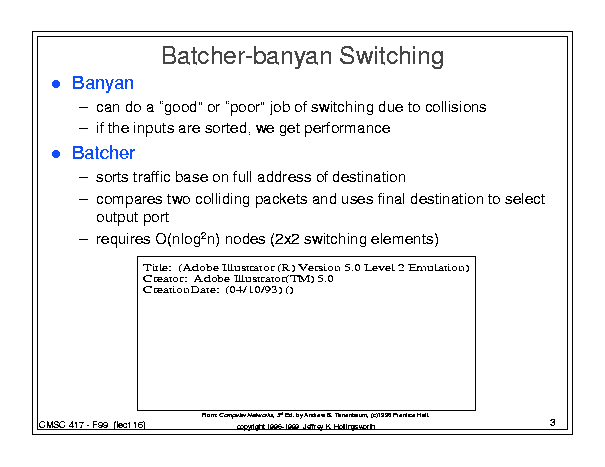 Batcher-banyan Switching
● Banyan
– can do a "good" or "poor" job of switching due to collisions
– if the inputs are sorted, we get performance
● Batcher
– sorts traffic base on full address of destination
– compares two colliding packets and uses final destination to select
output port
– requires O(nlog²n) nodes (2x2 switching elements)
Title: (Adobe Illustrator (R) Version 5.0 Level 2 Emulation)
Creator: Adobe Illustrator(TM) 5.0
CreationDate: (04/10/93) ()
From: Computer Networks, 3rd Ed. by Andrew S. Tanenbaum, (c)1996 Prentice Hall.
CMSC 417 - F99 (lect 16)
copyright 1996-1999 Jeffrey K. Hollingsworth
3